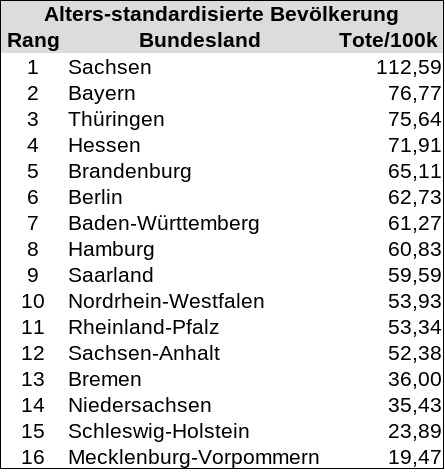 Alters-standardisierte Bevölkerung
Rang Bundesland Tote/100k
1 Sachsen 112,59
2 Bayern 76,77
3 Thüringen 75,64
4 Hessen 71,91
5 Brandenburg 65,11
6 Berlin 62,73
7 Baden-Württemberg 61,27
8 Hamburg 60,83
9 Saarland 59,59
10 Nordrhein-Westfalen 53,93
11 Rheinland-Pfalz 53,34
12 Sachsen-Anhalt 52,38
13 Bremen 36,00
14 Niedersachsen 35,43
15 Schleswig-Holstein 23,89
16 Mecklenburg-Vorpommern 19,47